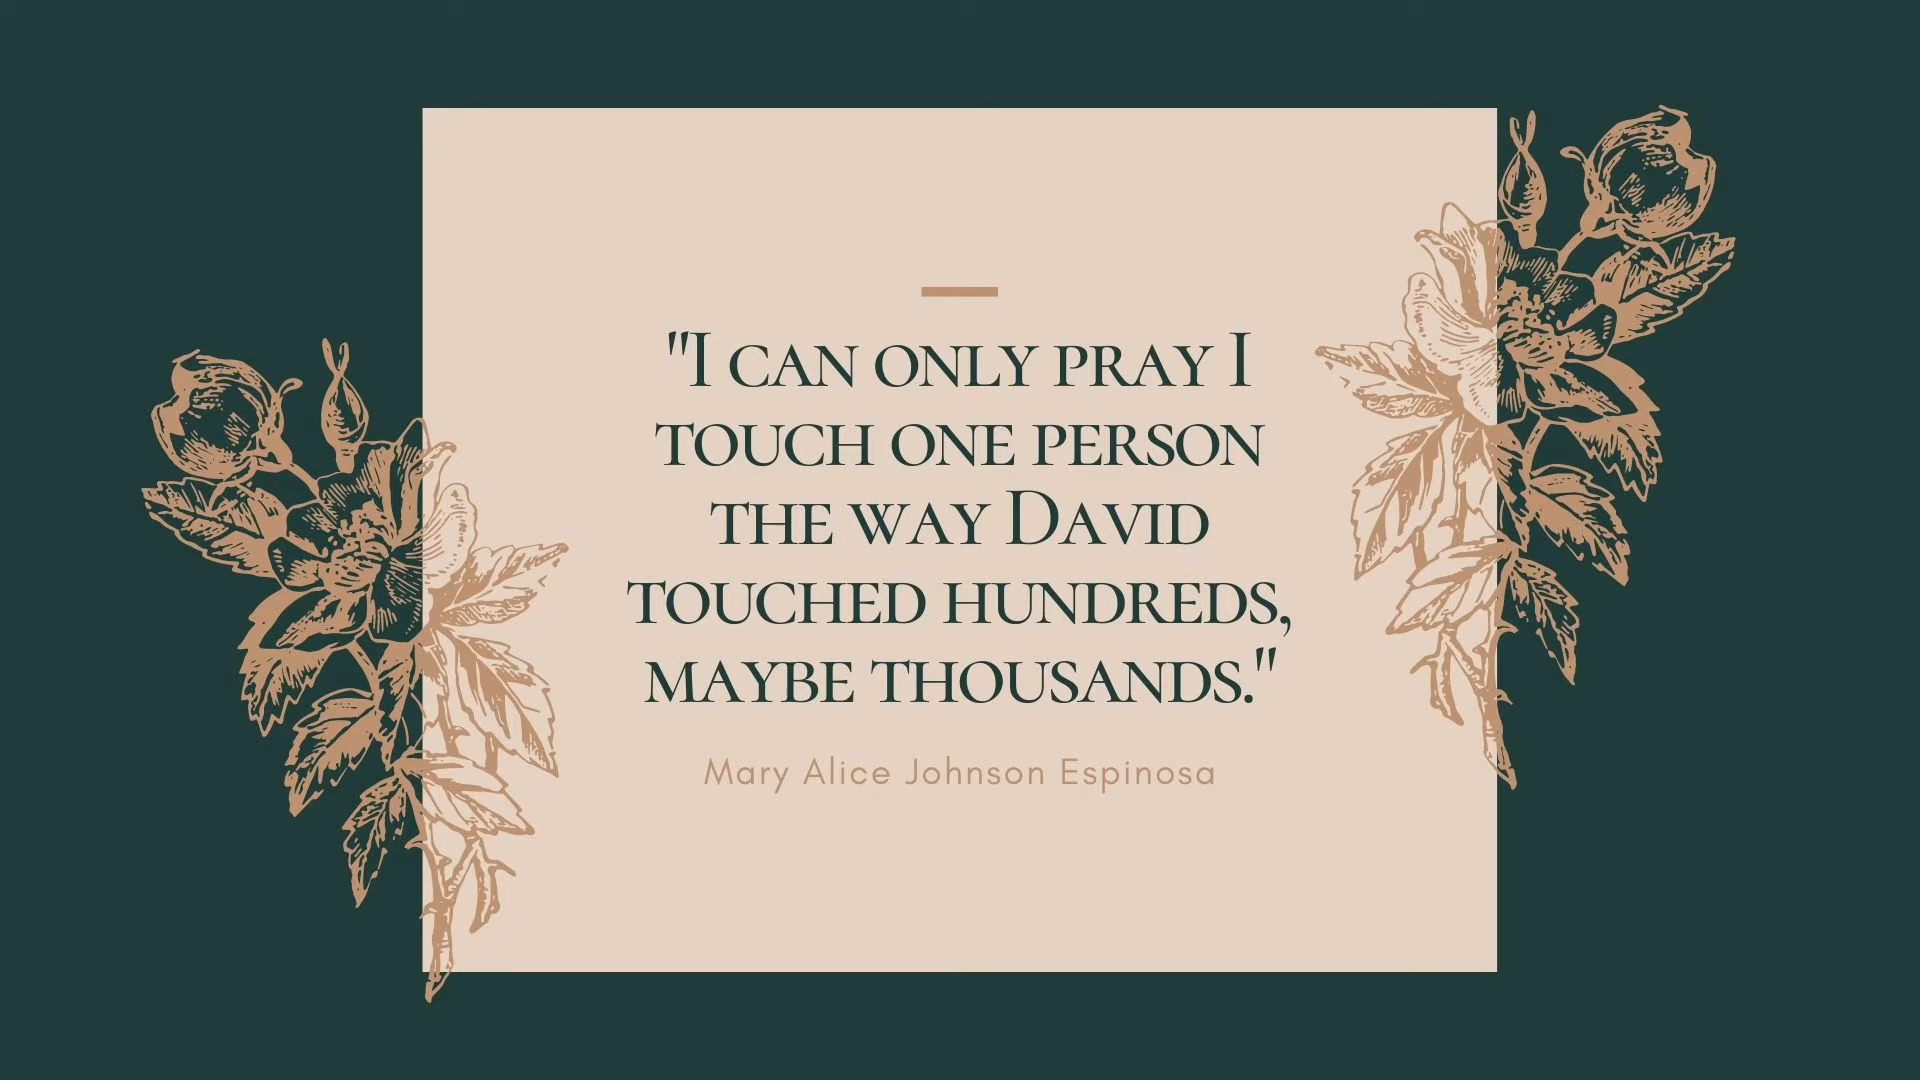 "I can only pray I
touch one person
the way David
touched hundreds,
maybe thousands."
Mary Alice Johnson Espinosa